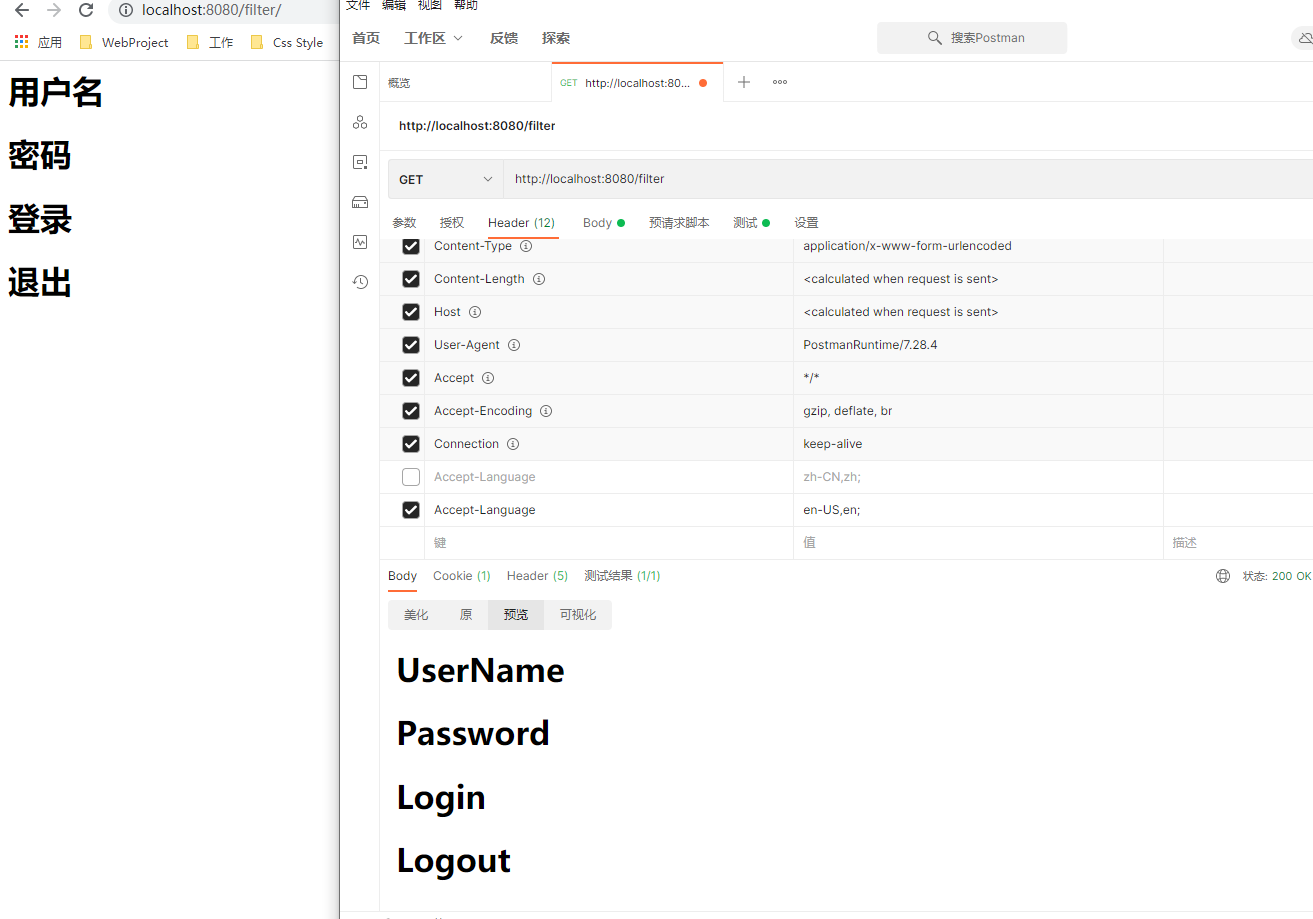 localhost:8080/filter/
应用 WebProject 工作 Css Style
用户名
密码
登录
退出
文件 编辑 视图 帮助
首页 工作区 反馈 探索 搜索Postman
概览 GET http://localhost:80...
http://localhost:8080/filter
GET http://localhost:8080/filter
参数 授权 Header (12) Body 预请求脚本 测试 设置
Content-Type application/x-www-form-urlencoded
Content-Length <calculated when request is sent>
Host <calculated when request is sent>
User-Agent PostmanRuntime/7.28.4
Accept */*
Accept-Encoding gzip, deflate, br
Connection keep-alive
Accept-Language zh-CN,zh;
Accept-Language en-US,en;
键 值 描述
Body Cookie (1) Header (5) 测试结果 (1/1) 状态: 200 OK
美化 原 预览 可视化
UserName
Password
Login
Logout